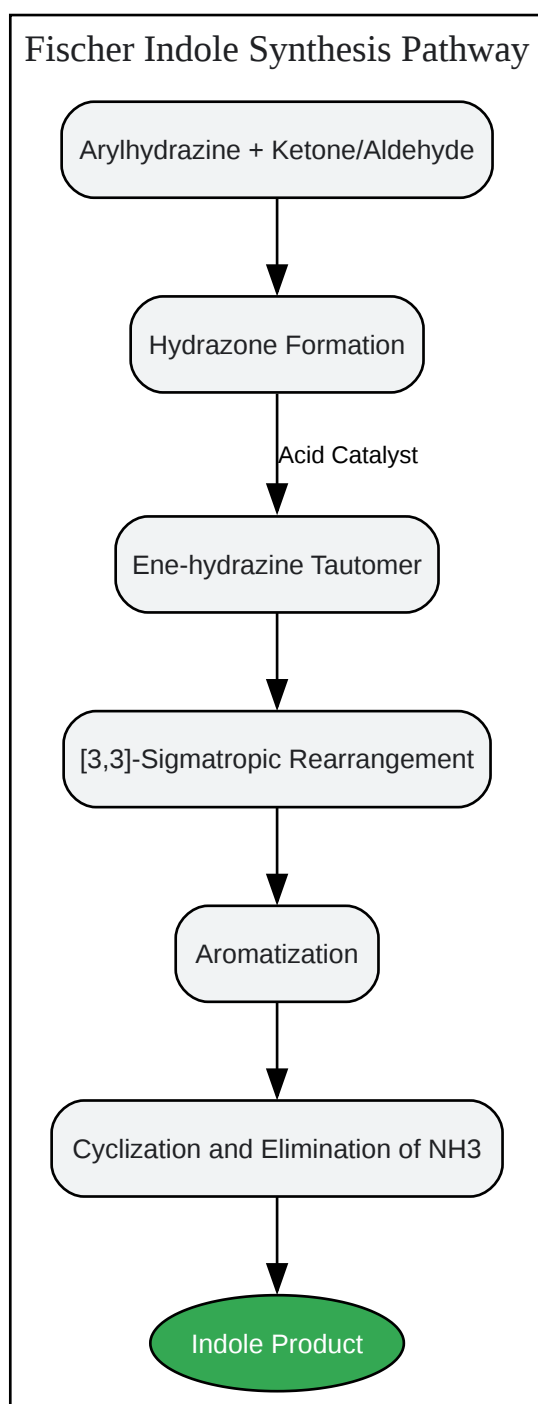 Fischer Indole Synthesis Pathway
Arylhydrazine + Ketone/Aldehyde
Hydrazone Formation
Acid Catalyst
Ene-hydrazine Tautomer
[3,3]-Sigmatropic Rearrangement
Aromatization
Cyclization and Elimination of NH3
Indole Product